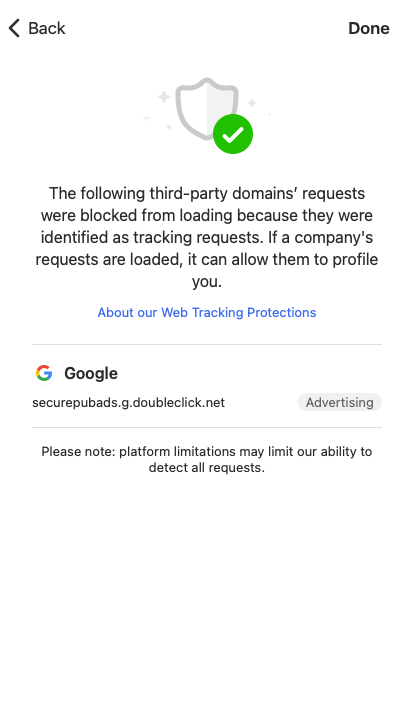 Back
Done
The following third-party domains’ requests
were blocked from loading because they were
identified as tracking requests. If a company's
requests are loaded, it can allow them to profile
you.
About our Web Tracking Protections
Google
securepubads.g.doubleclick.net
Advertising
Please note: platform limitations may limit our ability to
detect all requests.